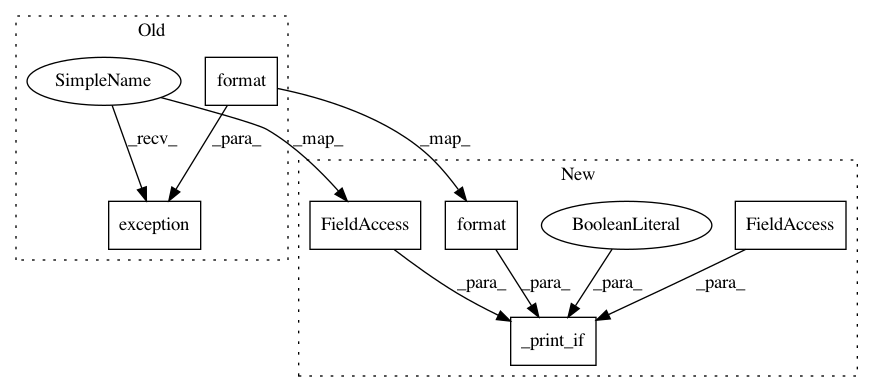 Old
SimpleName
format
_recv_
_para_
_map_
_map_
New
exception
FieldAccess
format
BooleanLiteral
FieldAccess
_para_
_para_
_para_
_para_
_print_if